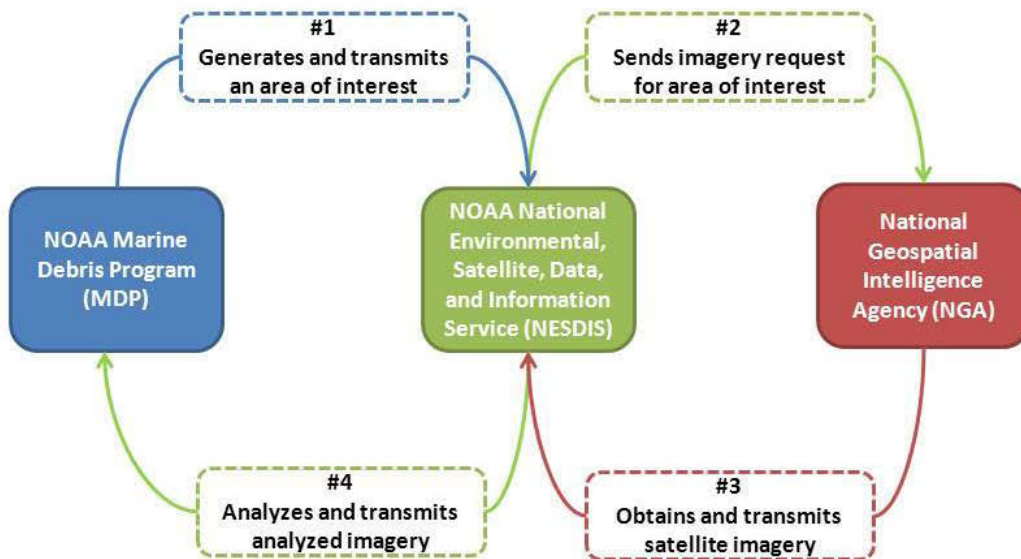 #1
Generates and transmits
an area of interest
#2
Sends imagery request
for area of interest
NOAA Marine
Debris Program
(MDP)
NOAA National
Environmental,
Satellite, Data,
and Information
Service (NESDIS)
National
Geospatial
Intelligence
Agency (NGA)
#4
Analyzes and transmits
analyzed imagery
#3
Obtains and transmits
satellite imagery